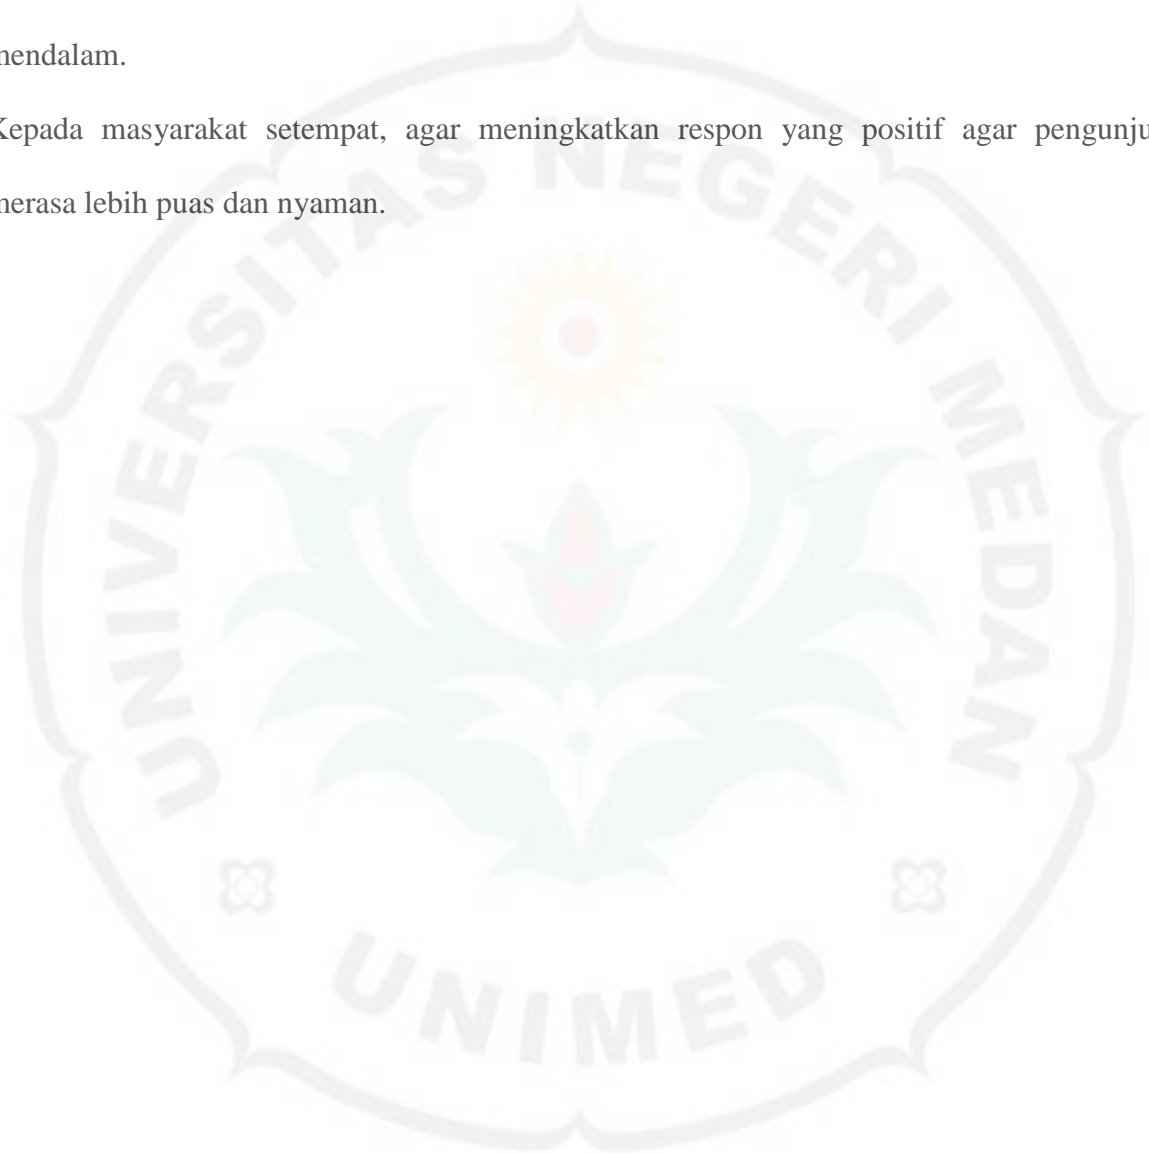 mendalam.
Kepada masyarakat setempat, agar meningkatkan respon yang positif agar pengunju
merasa lebih puas dan nyaman.
UNIVERSITAS NEGERI MEDAN
UNIMED